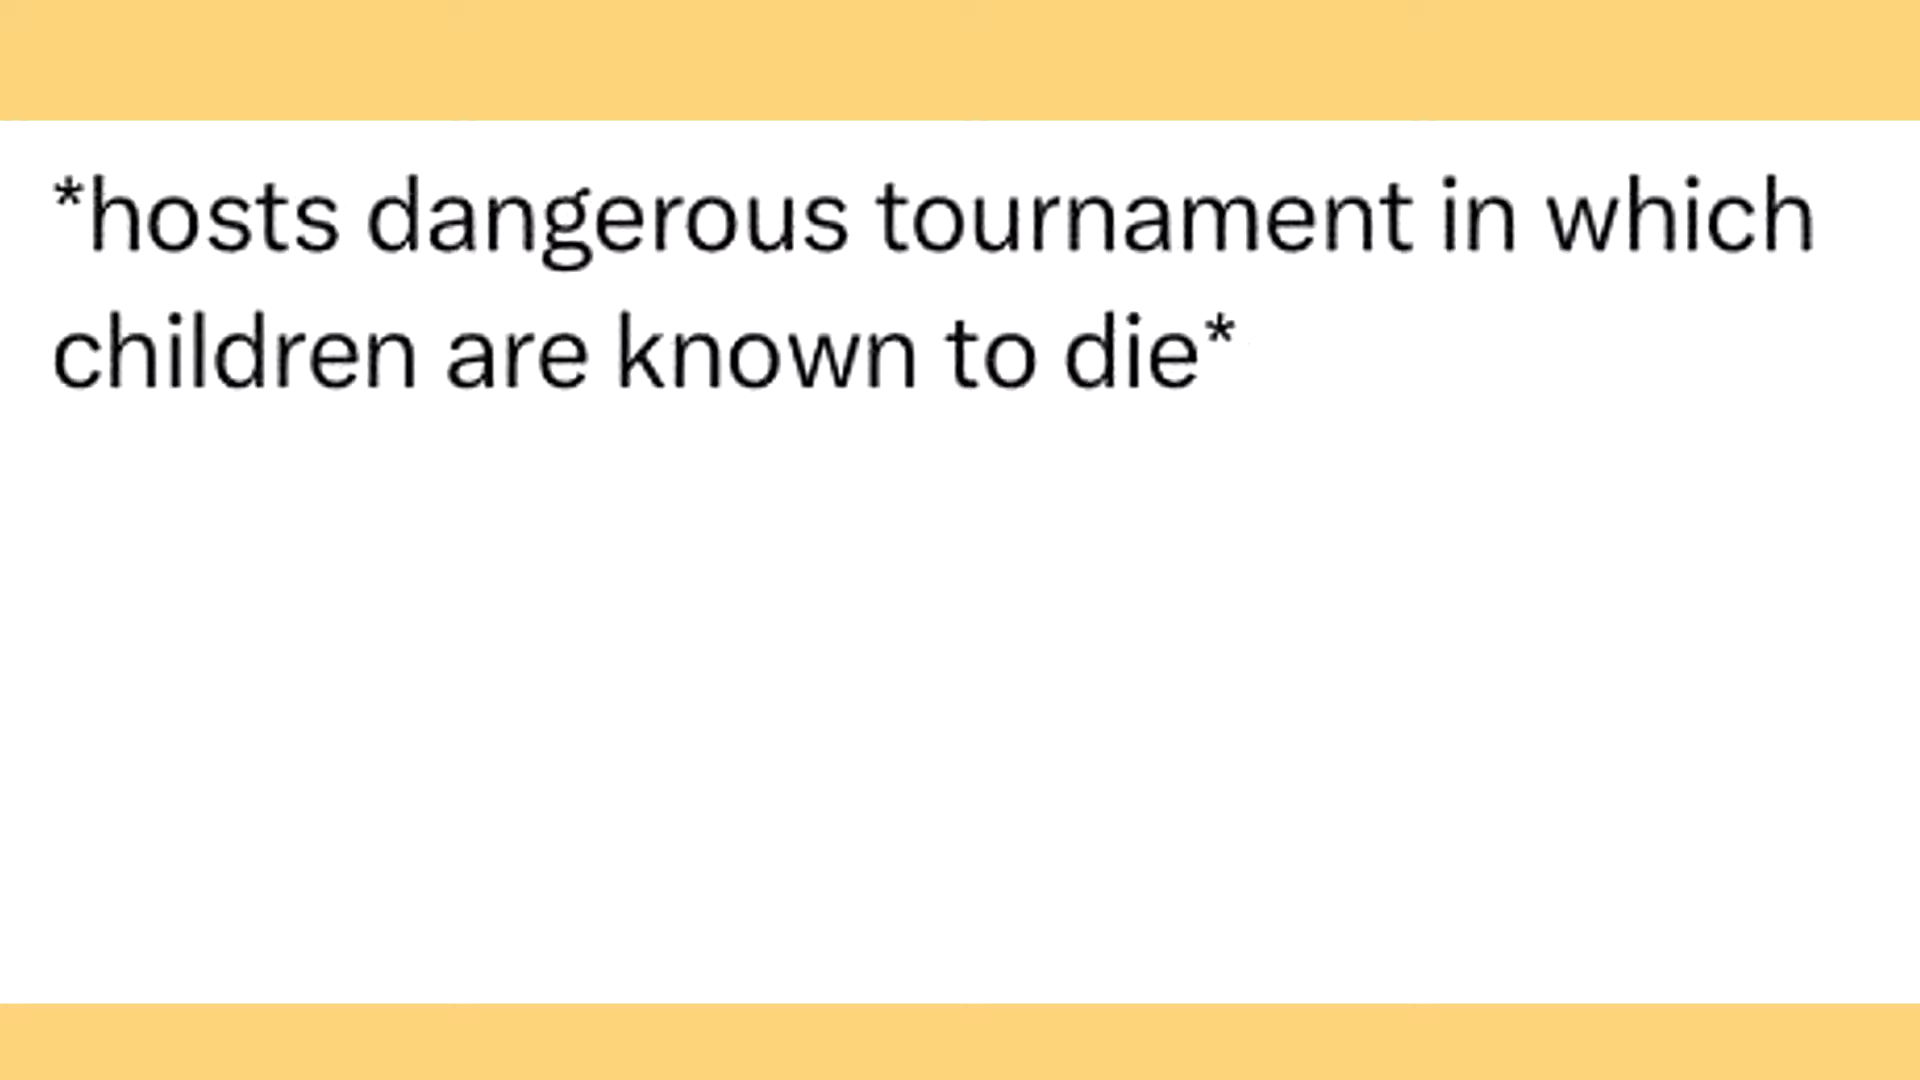 *hosts dangerous tournament in which
children are known to die*